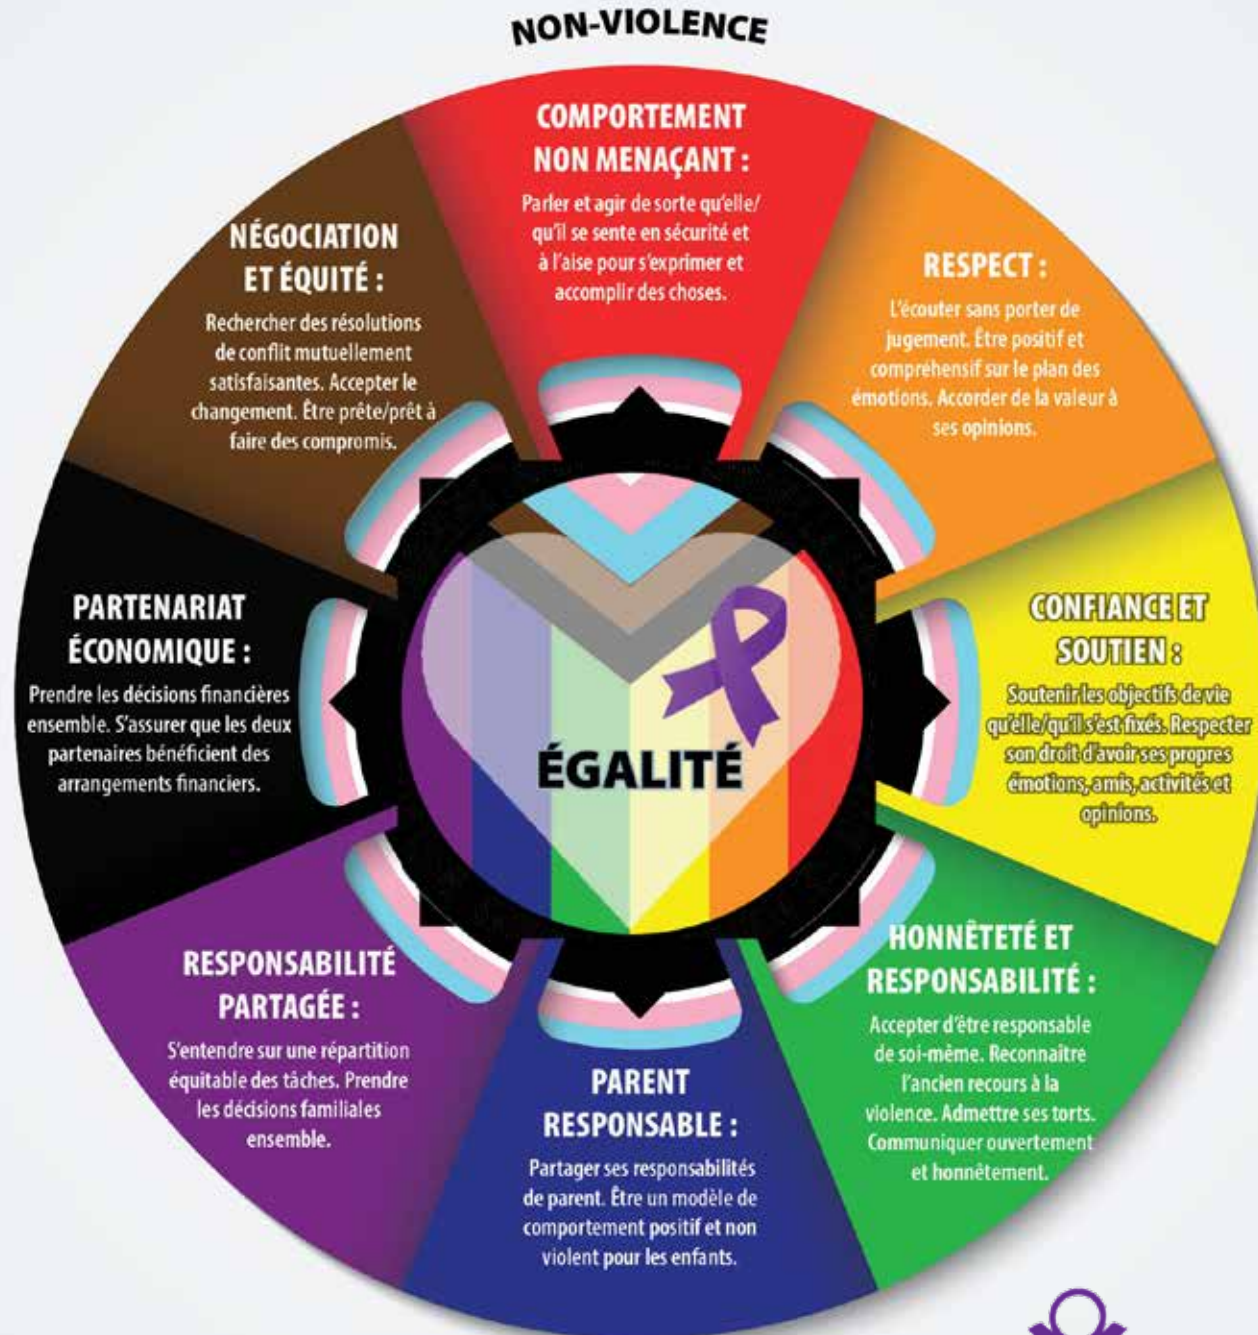 NON-VIOLENCE
COMPORTEMENT
NON MENAÇANT :
Parler et agir de sorte qu'elle/
qu'il se sente en sécurité et
à l'aise pour s'exprimer et
accomplir des choses.
RESPECT :
L'écouter sans porter de
jugement. Être positif et
compréhensif sur le plan des
émotions. Accorder de la valeur à
ses opinions.
CONFIANCE ET
SOUTIEN :
Soutenir les objectifs de vie
qu'elle/qu'il s'est fixés. Respecter
son droit d'avoir ses propres
émotions, amis, activités et
opinions.
HONNÊTETÉ ET
RESPONSABILITÉ :
Accepter d'être responsable
de soi-même. Reconnaître
l'ancien recours à la
violence. Admettre ses torts.
Communiquer ouvertement
et honnêtement.
PARENT
RESPONSABLE :
Partager ses responsabilités
de parent. Être un modèle de
comportement positif et non
violent pour les enfants.
RESPONSABILITÉ
PARTAGÉE :
S'entendre sur une répartition
équitable des tâches. Prendre
les décisions familiales
ensemble.
PARTENARIAT
ÉCONOMIQUE :
Prendre les décisions financières
ensemble. S'assurer que les deux
partenaires bénéficient des
arrangements financiers.
NÉGOCIATION
ET ÉQUITÉ :
Rechercher des résolutions
de conflit mutuellement
satisfaisantes. Accepter le
changement. Être prête/prêt à
faire des compromis.
ÉGALITÉ